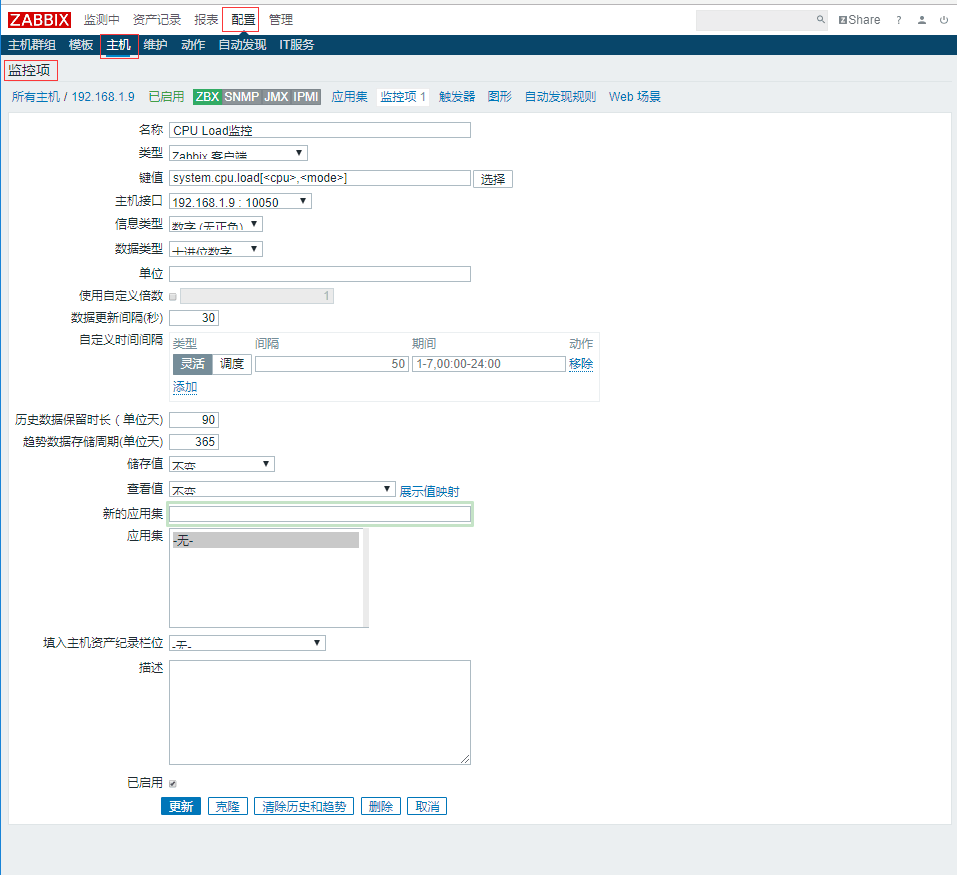 ZABBIX 监测中 资产记录 报表 配置 管理 Share ?
主机群组 模板 主机 维护 动作 自动发现 IT服务
监控项
所有主机 / 192.168.1.9 已启用 ZBX SNMP JMX IPMI 应用集 监控项 1 触发器 图形 自动发现规则 Web 场景
名称 CPU Load监控
类型 Zabbix 客户端
键值 system.cpu.load[<cpu>,<mode>] 选择
主机接口 192.168.1.9 : 10050
信息类型 数字 (无正负)
数据类型 十进位数字
单位
使用自定义倍数 1
数据更新间隔(秒) 30
自定义时间间隔 类型 间隔 期间 动作
灵活 调度 50 1-7,00:00-24:00 移除
添加
历史数据保留时长 ( 单位天) 90
趋势数据存储周期(单位天) 365
储存值 不变
查看值 不变 展示值映射
新的应用集
应用集 -无-
填入主机资产纪录栏位 -无-
描述
已启用
更新 克隆 清除历史和趋势 删除 取消